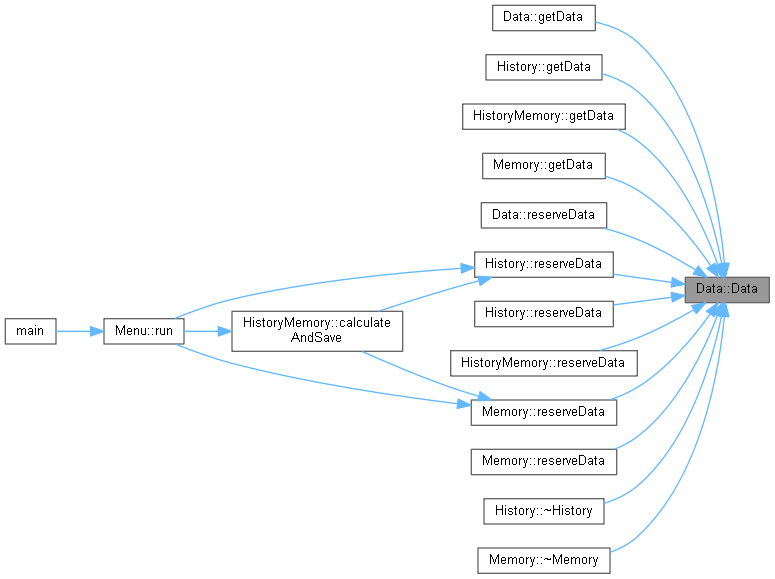 Data::getData
History::getData
HistoryMemory::getData
Memory::getData
Data::reserveData
History::reserveData
Data::Data
History::reserveData
main
Menu::run
HistoryMemory::calculate
AndSave
HistoryMemory::reserveData
Memory::reserveData
Memory::reserveData
History::~History
Memory::~Memory